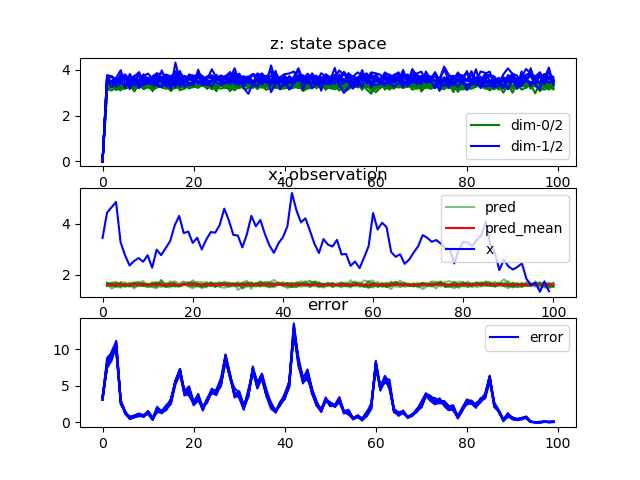 z: state space
4
2
0
dim-0/2
dim-1/2
0 20 40 60 80 100
x: observation
4
2
pred
pred_mean
x
0 20 40 60 80 100
error
10
5
0
error
0 20 40 60 80 100